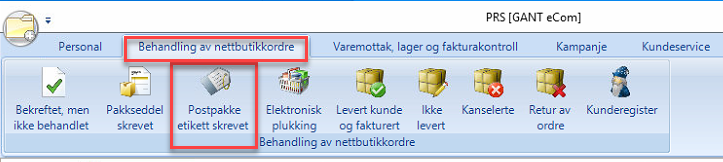 PRS [GANT eCom]
Personal Behandling av nettbutikkordre Varemottak, lager og fakturakontroll Kampanje Kundeservice
Bekreftet, men Pakkseddel Postpakke Elektronisk Levert kunde Ikke Kanselerte Retur av Kunderegister
ikke behandlet skrevet etikett skrevet plukking og fakturert levert ordre
Behandling av nettbutikkordre